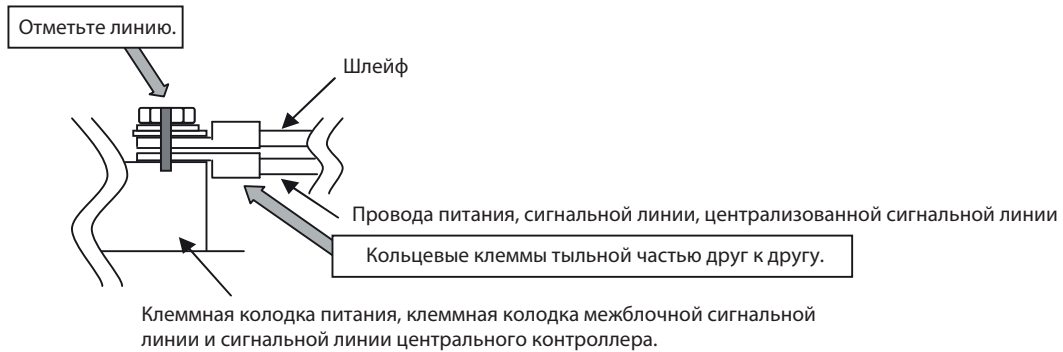 Отметьте линию.
Шлейф
Провода питания, сигнальной линии, централизованной сигнальной линии
Кольцевые клеммы тыльной частью друг к другу.
Клеммная колодка питания, клеммная колодка межблочной сигнальной
линии и сигнальной линии центрального контроллера.